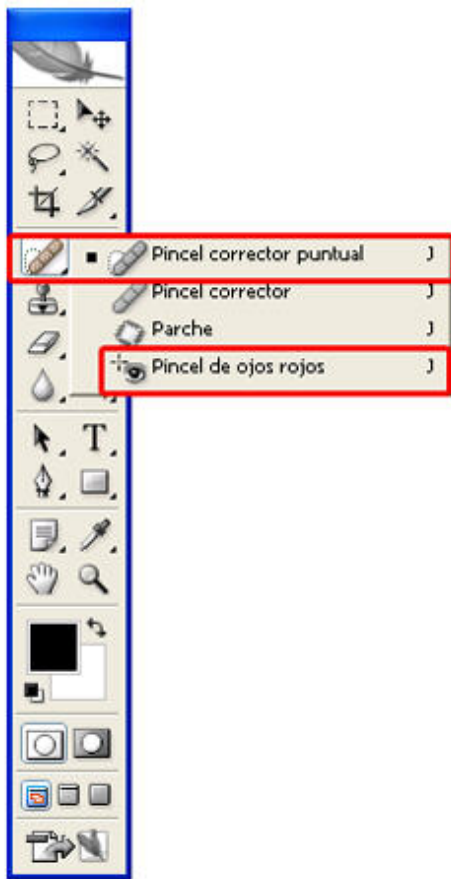 Pincel corrector puntual J
Pincel corrector J
Parche J
Pincel de ojos rojos J
T